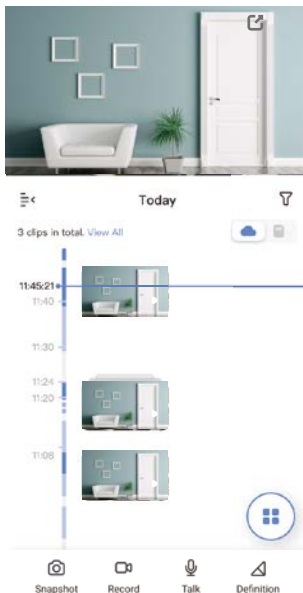 Today
3 clips in total. View All
11:45:21
11:40
11:30
11:24
11:20
11:08
Snapshot Record Talk Definition